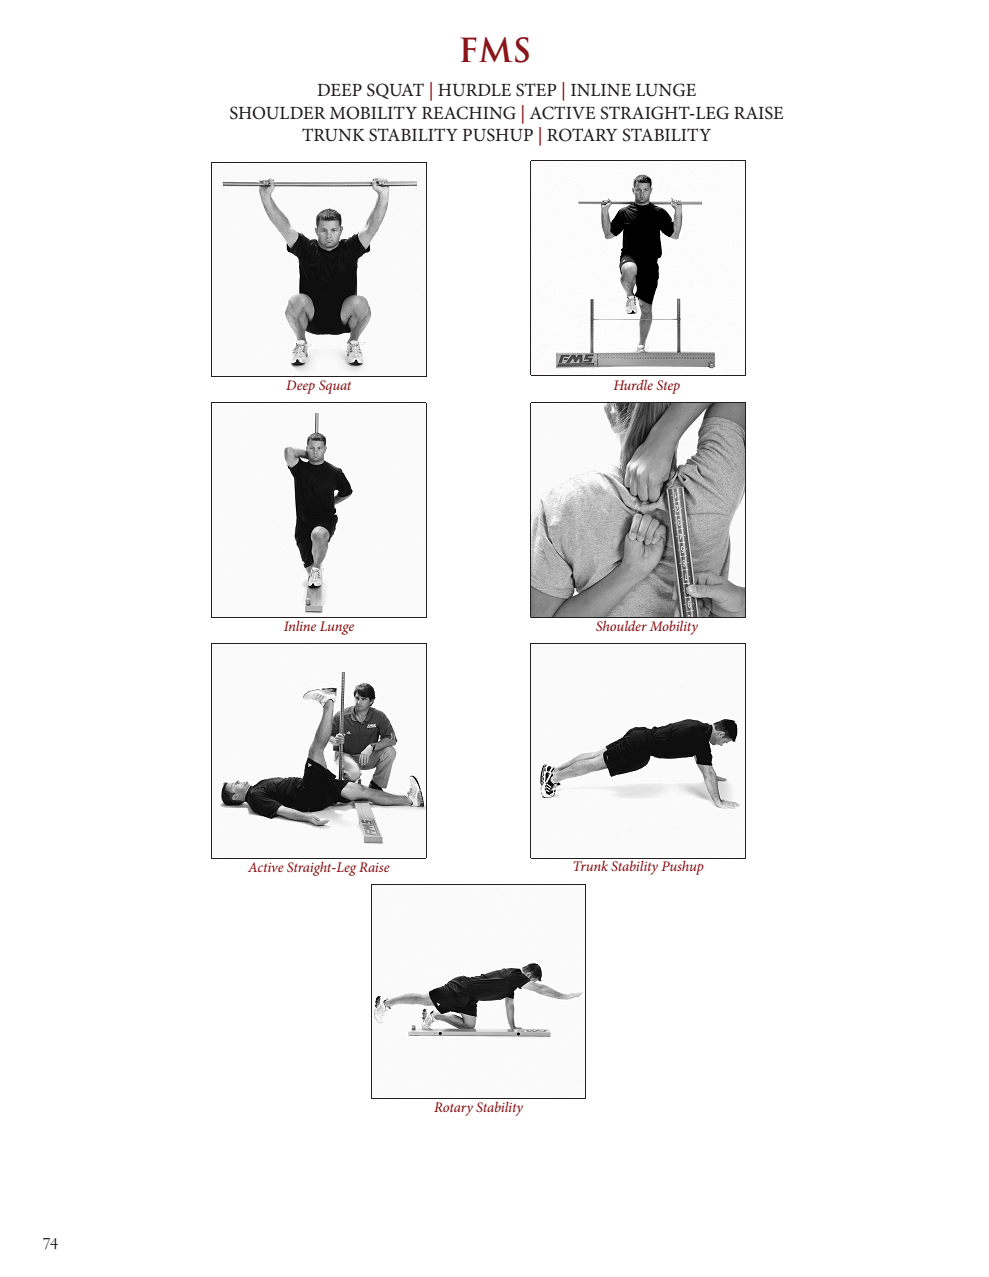 FMS
DEEP SQUAT | HURDLE STEP | INLINE LUNGE
SHOULDER MOBILITY REACHING | ACTIVE STRAIGHT-LEG RAISE
TRUNK STABILITY PUSHUP | ROTARY STABILITY
FMS
Deep Squat
Hurdle Step
Inline Lunge
Shoulder Mobility
FMS
Active Straight-Leg Raise
Trunk Stability Pushup
Rotary Stability
74